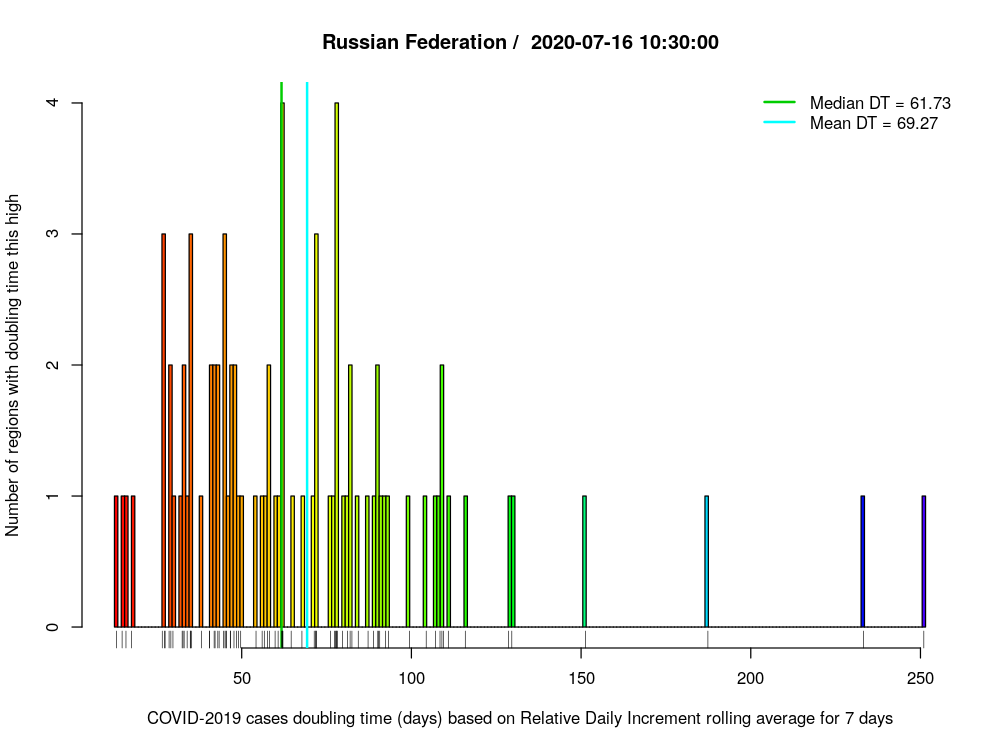 Russian Federation /  2020-07-16 10:30:00
Median DT = 61.73
Mean DT = 69.27
Number of regions with doubling time this high
4
3
2
1
0
50 100 150 200 250
COVID-2019 cases doubling time (days) based on Relative Daily Increment rolling average for 7 days